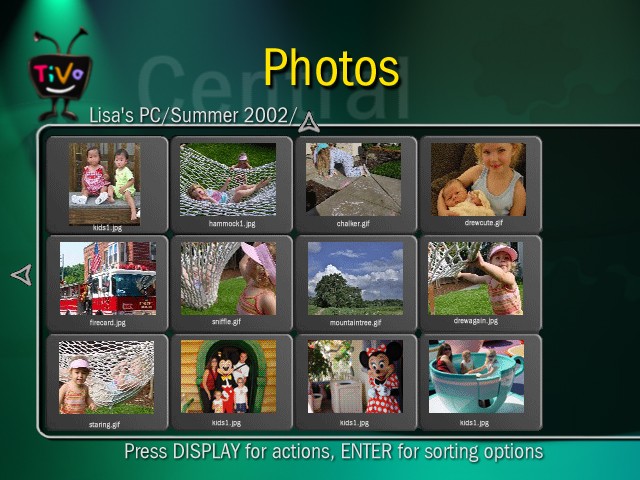 TiVo
Central
Photos
Lisa's PC/Summer 2002/
kids1.jpg
hammock1.jpg
chalker.gif
drewcute.gif
firecard.jpg
sniffle.gif
mountaintree.gif
drewagain.jpg
staring.gif
kids1.jpg
kids1.jpg
kids1.jpg
Press DISPLAY for actions, ENTER for sorting options